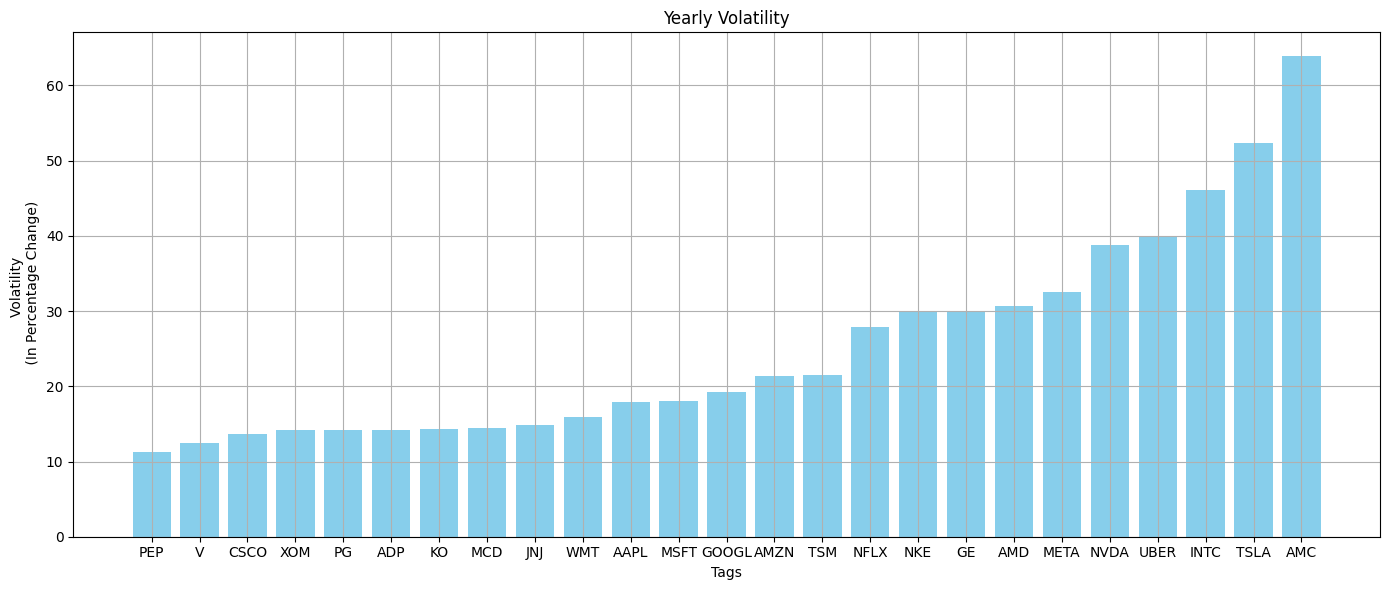 Yearly Volatility
Volatility
(In Percentage Change)
60
50
40
30
20
10
0
PEP V CSCO XOM PG ADP KO MCD JNJ WMT AAPL MSFT GOOGL AMZN TSM NFLX NKE GE AMD META NVDA UBER INTC TSLA AMC
Tags